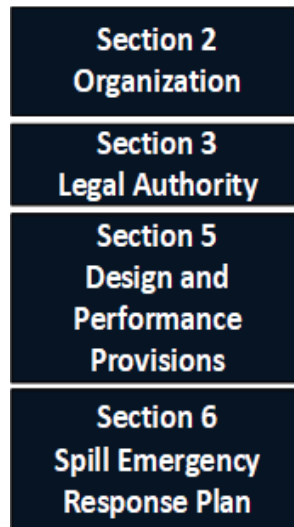 Section 2
Organization
Section 3
Legal Authority
Section 5
Design and
Performance
Provisions
Section 6
Spill Emergency
Response Plan